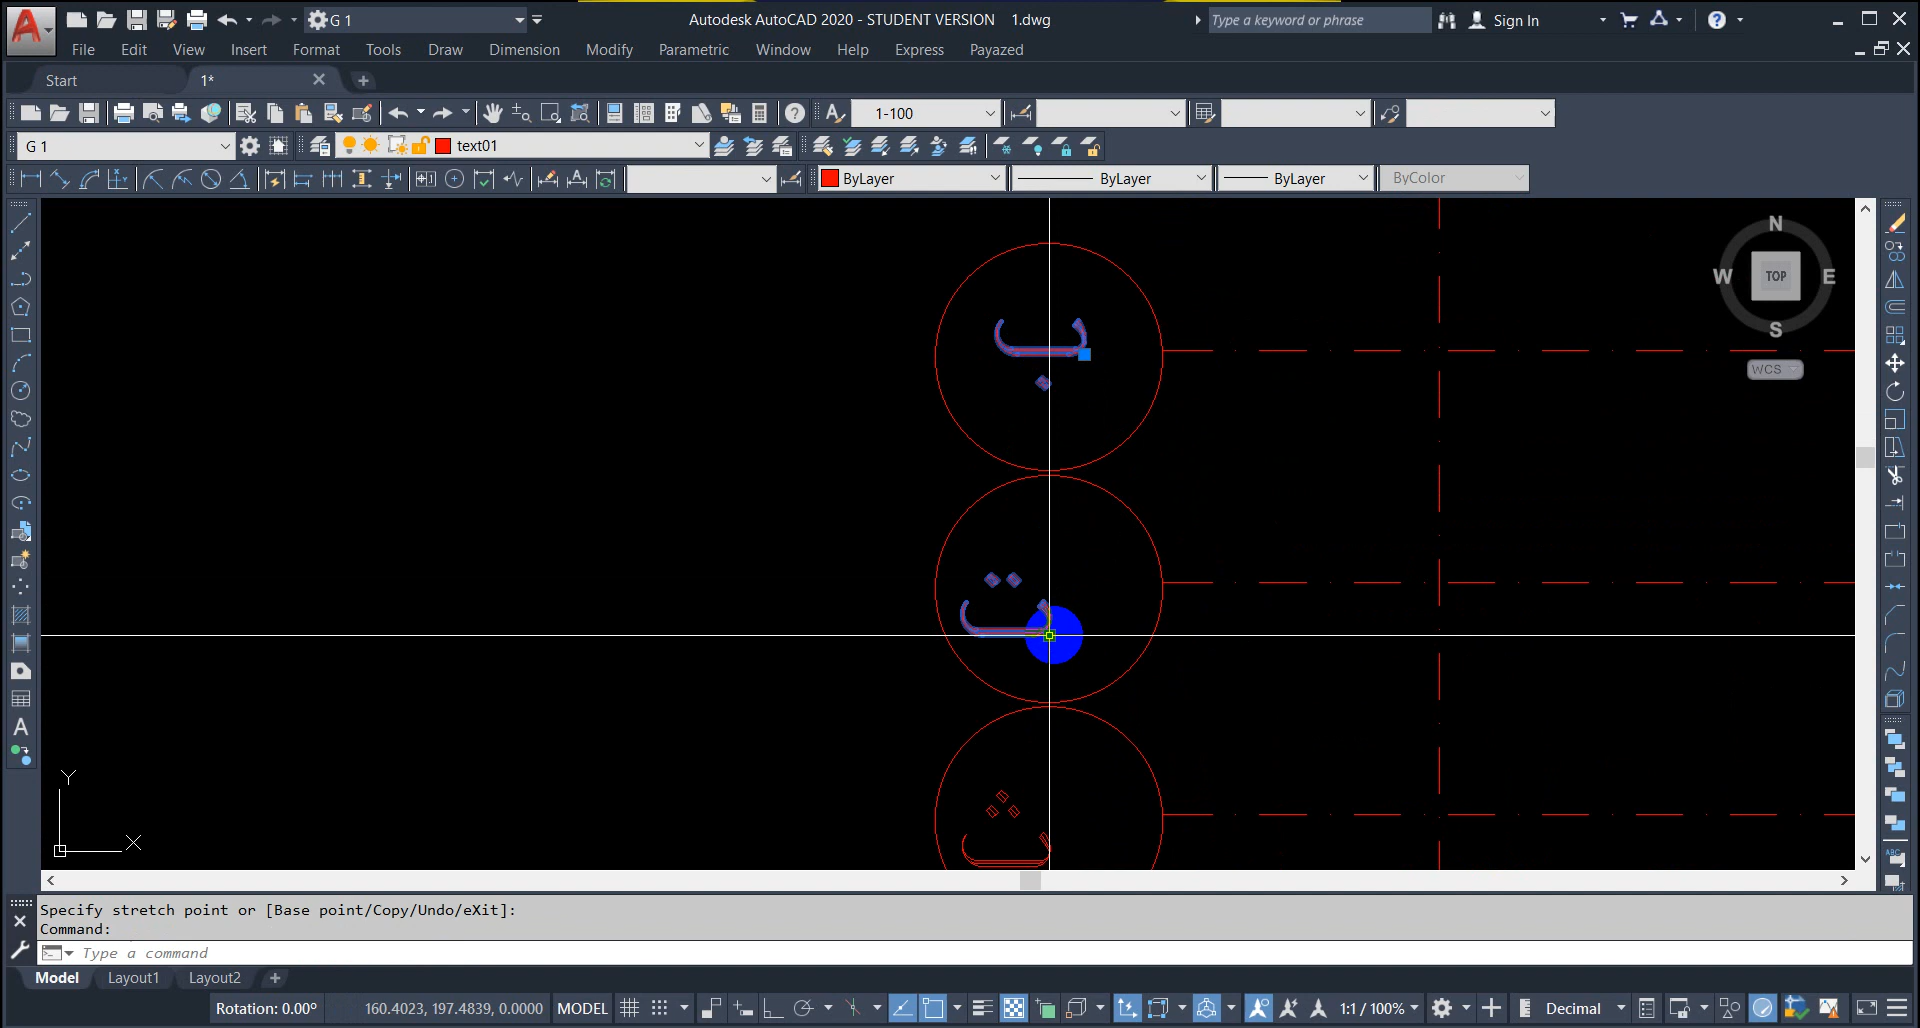 G 1
Autodesk AutoCAD 2020 - STUDENT VERSION 1.dwg
Type a keyword or phrase
Sign In
File Edit View Insert Format Tools Draw Dimension Modify Parametric Window Help Express Payazed
Start 1*
1-100
G 1
text01
ByLayer ByLayer ByLayer ByColor
N
W TOP E
S
WCS
ب
ت
ث
Y
X
Specify stretch point or [Base point/Copy/Undo/eXit]:
Command:
Type a command
Model Layout1 Layout2
Rotation: 0.00° 160.4023, 197.4839, 0.0000 MODEL 1:1 / 100% Decimal